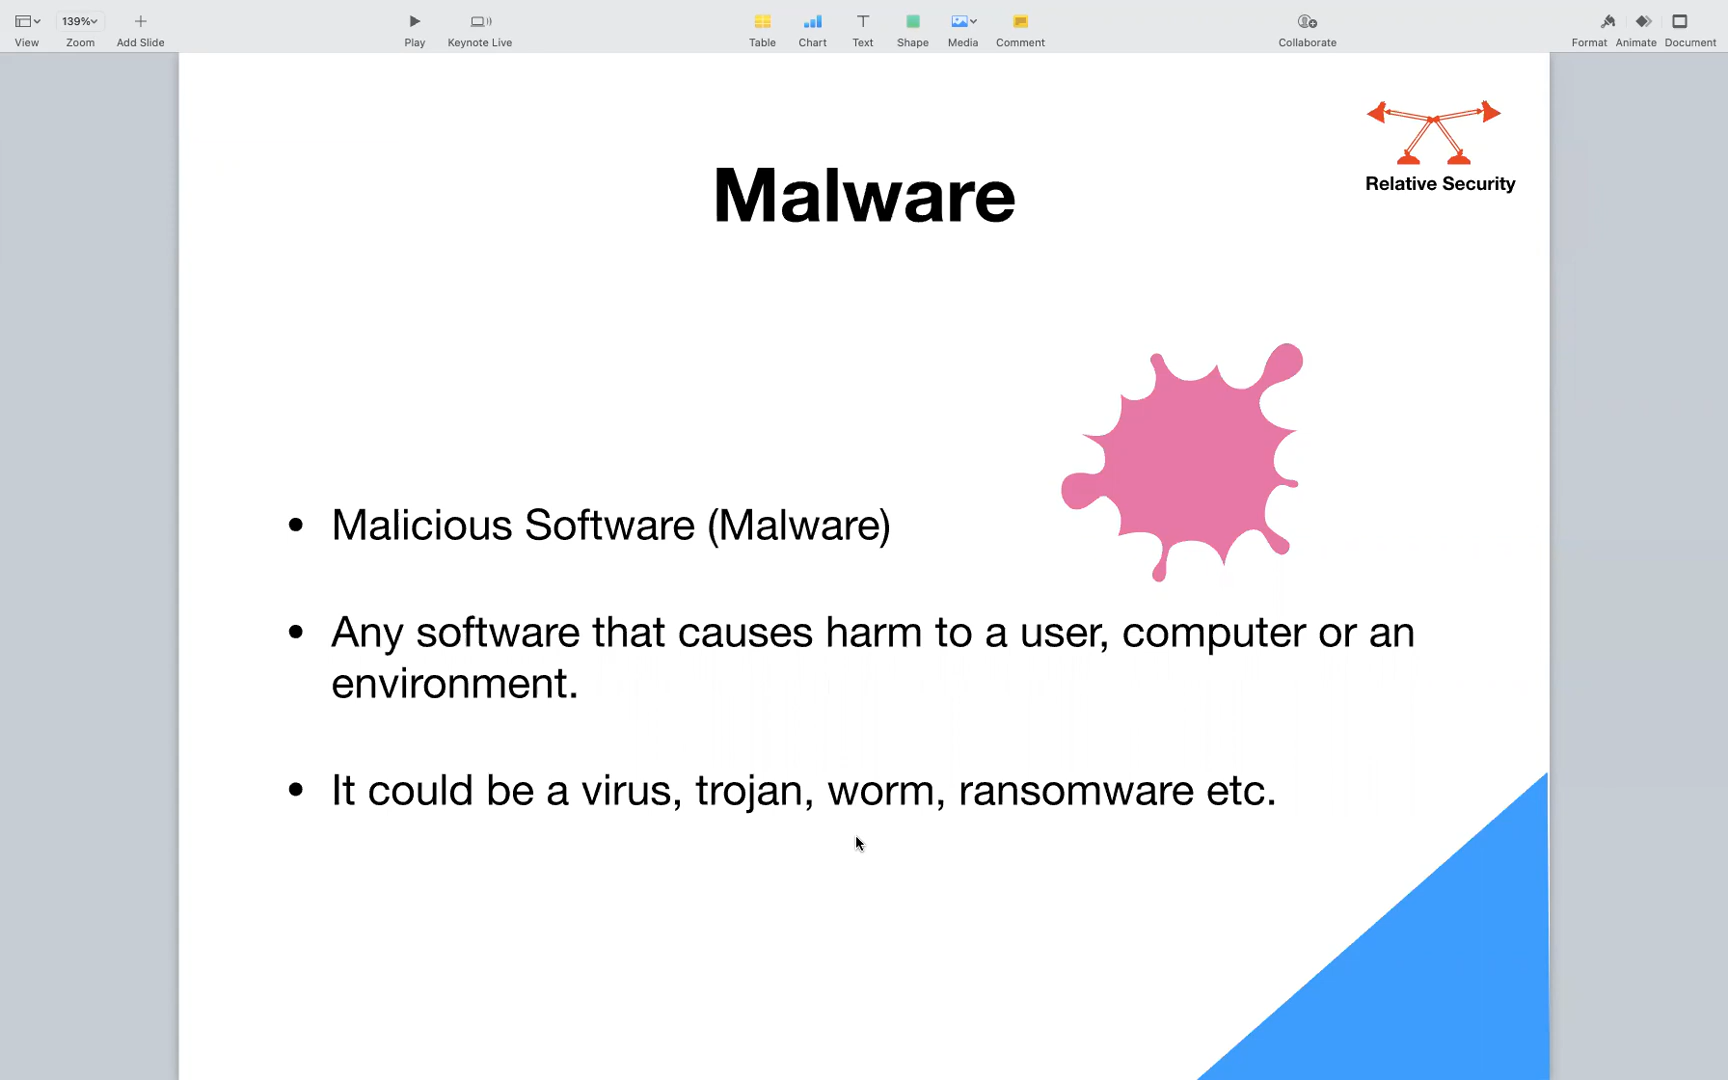 139%
View
Zoom
Add Slide
Play
Keynote Live
Table
Chart
Text
Shape
Media
Comment
Collaborate
Format
Animate
Document
Relative Security
Malware
• Malicious Software (Malware)
• Any software that causes harm to a user, computer or an
environment.
• It could be a virus, trojan, worm, ransomware etc.